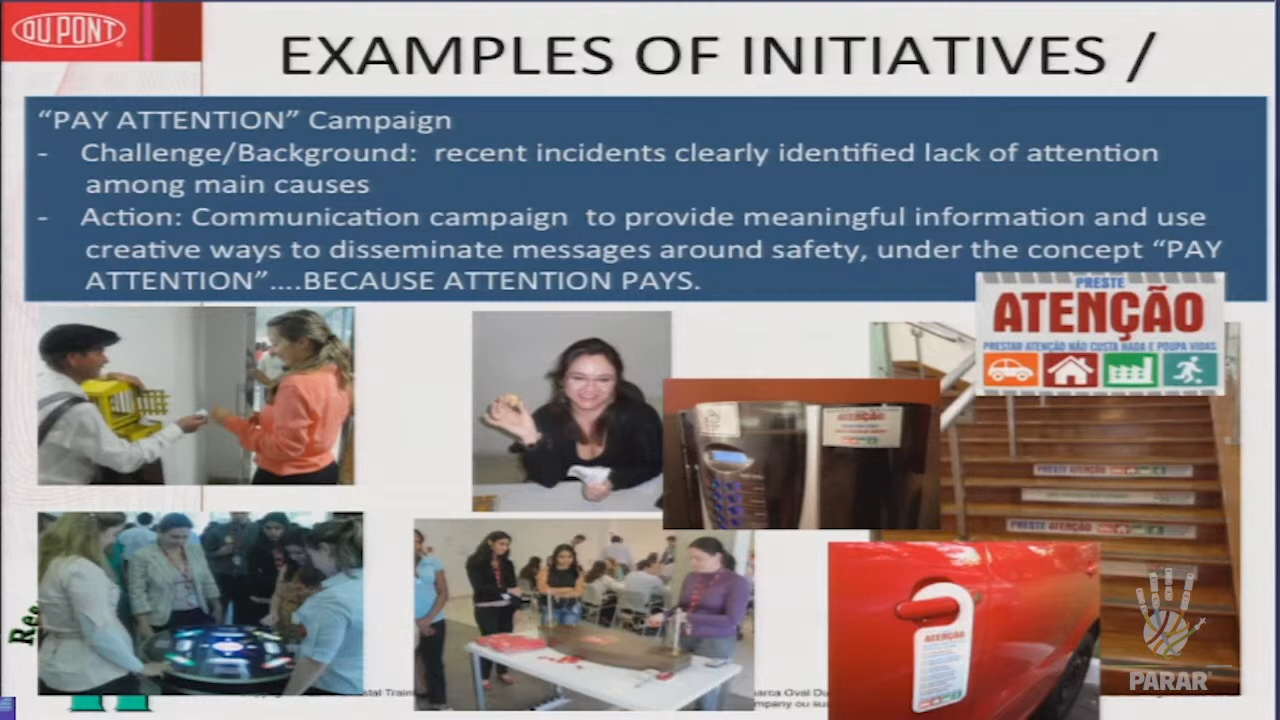 DU PONT
EXAMPLES OF INITIATIVES /
“PAY ATTENTION” Campaign
- Challenge/Background: recent incidents clearly identified lack of attention
among main causes
- Action: Communication campaign to provide meaningful information and use
creative ways to disseminate messages around safety, under the concept “PAY
ATTENTION”....BECAUSE ATTENTION PAYS.
PRESTE
ATENÇÃO
PRESTAR ATENÇÃO NÃO CUSTA NADA E POUPA VIDAS
ATENÇÃO
PRESTE ATENÇÃO
PRESTE ATENÇÃO
ATENÇÃO
PARAR